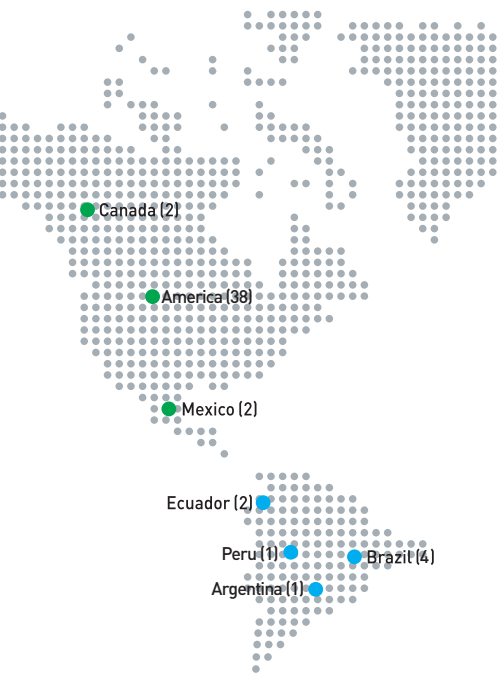 Canada (2)
America (38)
Mexico (2)
Ecuador (2)
Peru (1)
Brazil (4)
Argentina (1)